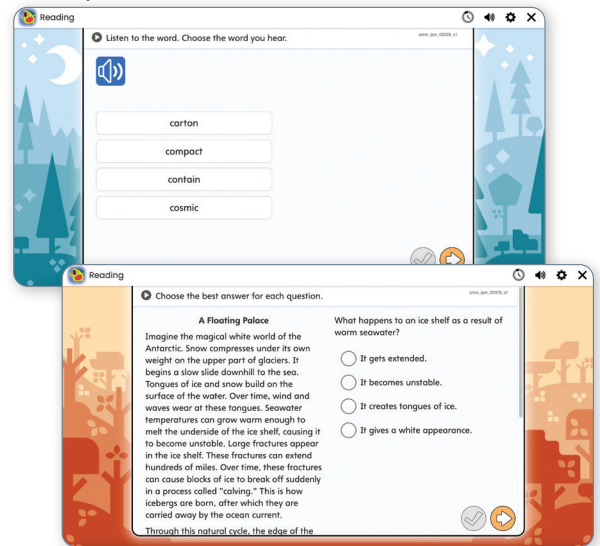 Reading
Listen to the word. Choose the word you hear.
carton
compact
contain
cosmic
Reading
Choose the best answer for each question.
A Floating Palace
Imagine the magical white world of the
Antarctic. Snow compresses under its own
weight on the upper part of glaciers. It
begins a slow slide downhill to the sea.
Tongues of ice and snow build on the
surface of the water. Over time, wind and
waves wear at these tongues. Seawater
temperatures can grow warm enough to
melt the underside of the ice shelf, causing it
to become unstable. Large fractures appear
in the ice shelf. These fractures can extend
hundreds of miles. Over time, these fractures
can cause blocks of ice to break off suddenly
in a process called "calving." This is how
icebergs are born, after which they are
carried away by the ocean current.
Through this natural cycle, the edge of the
What happens to an ice shelf as a result of
warm seawater?
It gets extended.
It becomes unstable.
It creates tongues of ice.
It gives a white appearance.